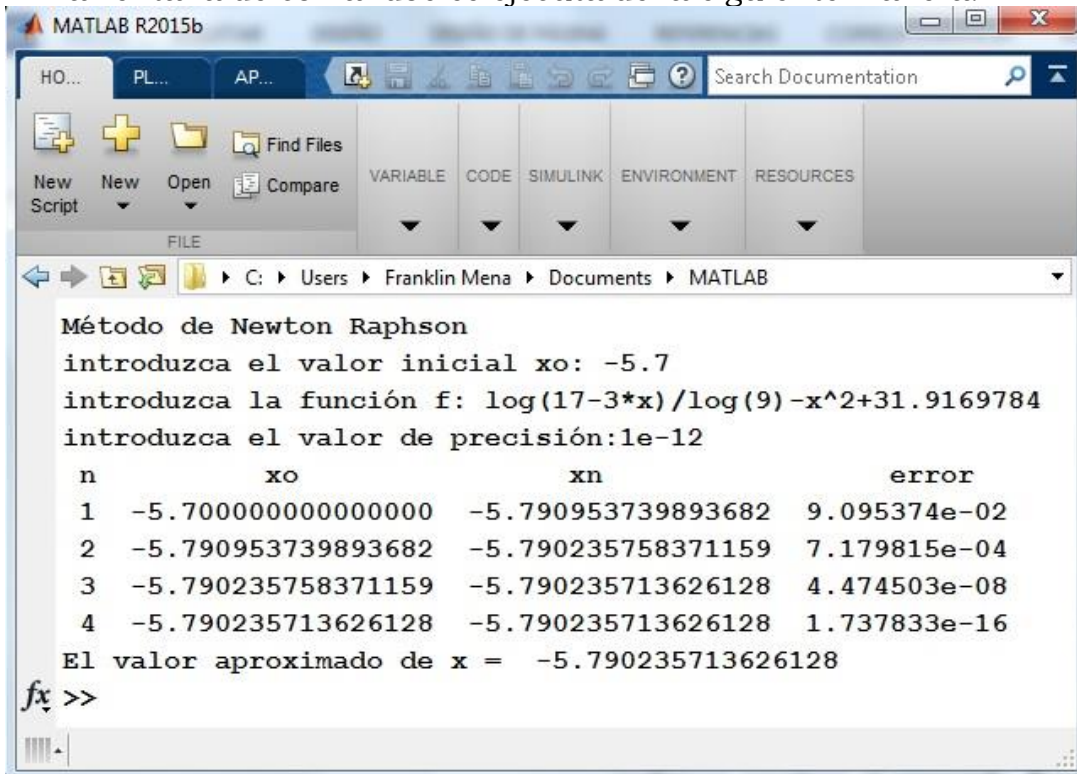 MATLAB R2015b
HO... PL... AP... Search Documentation
New Script New Open Find Files Compare
FILE VARIABLE CODE SIMULINK ENVIRONMENT RESOURCES
C: Users Franklin Mena Documents MATLAB
Método de Newton Raphson
introduzca el valor inicial xo: -5.7
introduzca la función f: log(17-3*x)/log(9)-x^2+31.9169784
introduzca el valor de precisión:1e-12
n xo xn error
1 -5.700000000000000 -5.790953739893682 9.095374e-02
2 -5.790953739893682 -5.790235758371159 7.179815e-04
3 -5.790235758371159 -5.790235713626128 4.474503e-08
4 -5.790235713626128 -5.790235713626128 1.737833e-16
El valor aproximado de x = -5.790235713626128
fx >>